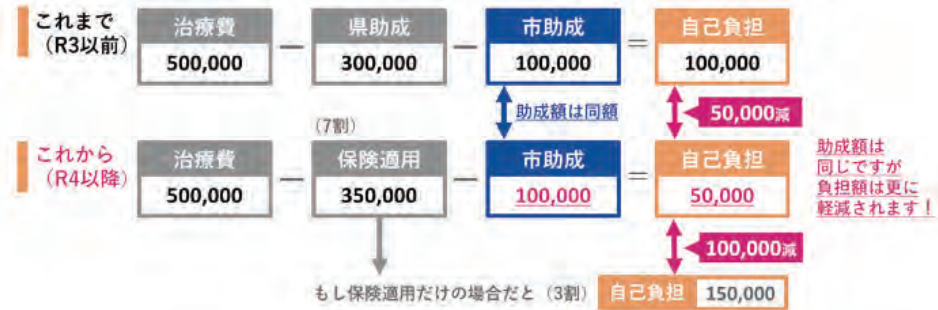 これまで
（R3以前）
治療費
500,000
ー
県助成
300,000
ー
市助成
100,000
＝
自己負担
100,000
助成額は同額
50,000減
（7割）
これから
（R4以降）
治療費
500,000
ー
保険適用
350,000
ー
市助成
100,000
＝
自己負担
50,000
助成額は
同じですが
負担額は更に
軽減されます！
100,000減
もし保険適用だけの場合だと（3割）
自己負担 150,000